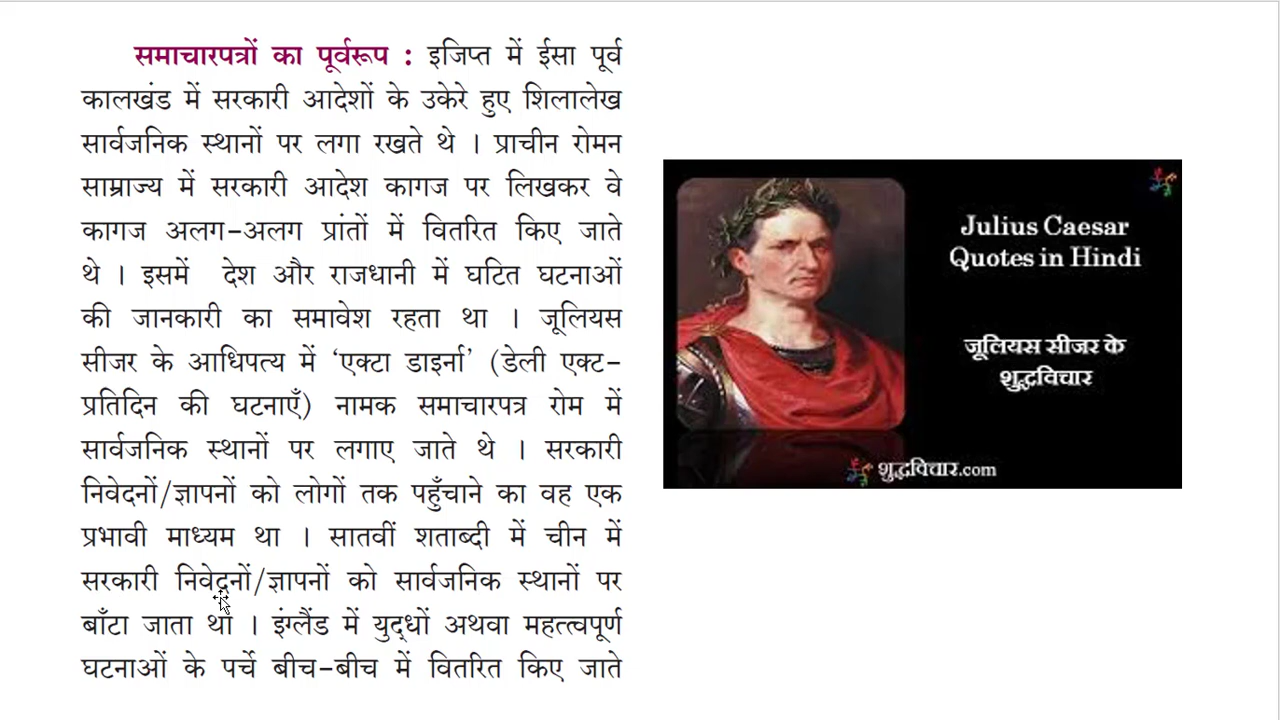 समाचारपत्रों का पूर्वरूप : इजिप्त में ईसा पूर्व
कालखंड में सरकारी आदेशों के उकेरे हुए शिलालेख
सार्वजनिक स्थानों पर लगा रखते थे । प्राचीन रोमन
साम्राज्य में सरकारी आदेश कागज पर लिखकर वे
कागज अलग-अलग प्रांतों में वितरित किए जाते
थे । इसमें देश और राजधानी में घटित घटनाओं
की जानकारी का समावेश रहता था । जूलियस
सीजर के आधिपत्य में ‘एक्टा डाइर्ना’ (डेली एक्ट-
प्रतिदिन की घटनाएँ) नामक समाचारपत्र रोम में
सार्वजनिक स्थानों पर लगाए जाते थे । सरकारी
निवेदनों/ज्ञापनों को लोगों तक पहुँचाने का वह एक
प्रभावी माध्यम था । सातवीं शताब्दी में चीन में
सरकारी निवेदनों/ज्ञापनों को सार्वजनिक स्थानों पर
बाँटा जाता था । इंग्लैंड में युद्धों अथवा महत्त्वपूर्ण
घटनाओं के पर्चे बीच-बीच में वितरित किए जाते
Julius Caesar
Quotes in Hindi
जूलियस सीजर के
शुद्धविचार
शुद्धविचार.com